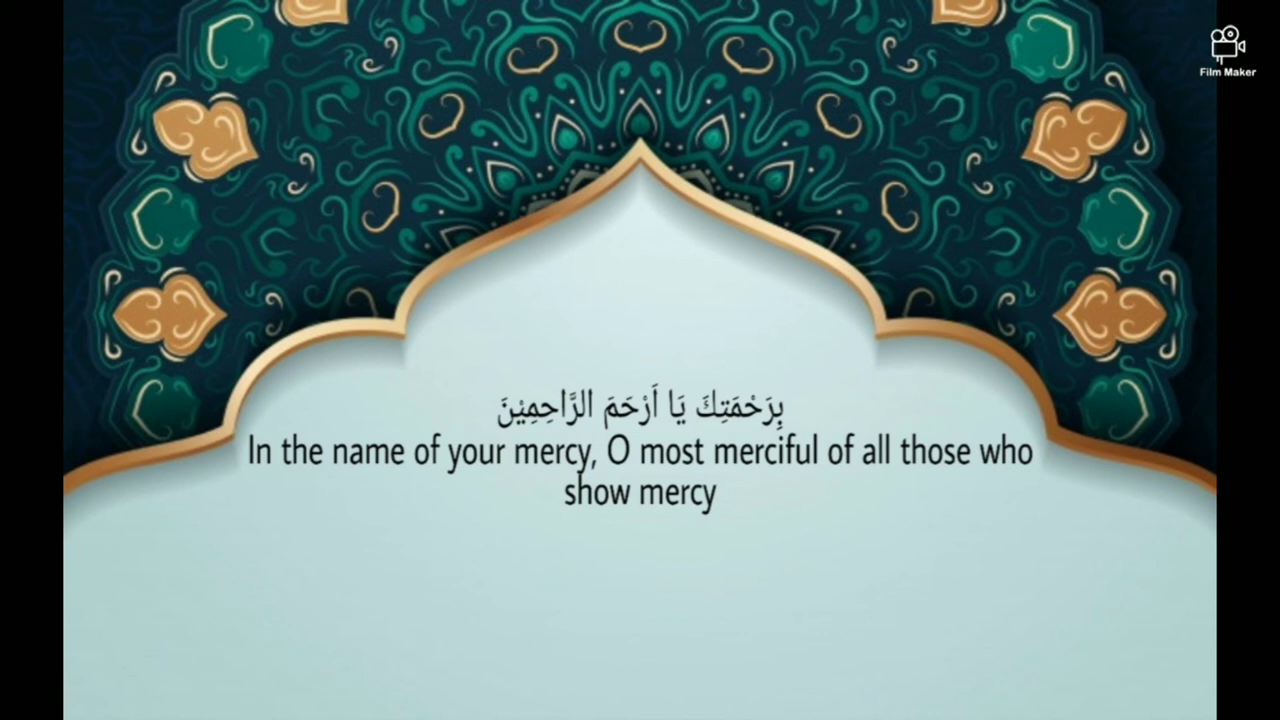 Film Maker
بِرَحْمَتِكَ يَا اَرْحَمَ الرَّاحِمِيْنَ
In the name of your mercy, O most merciful of all those who
show mercy